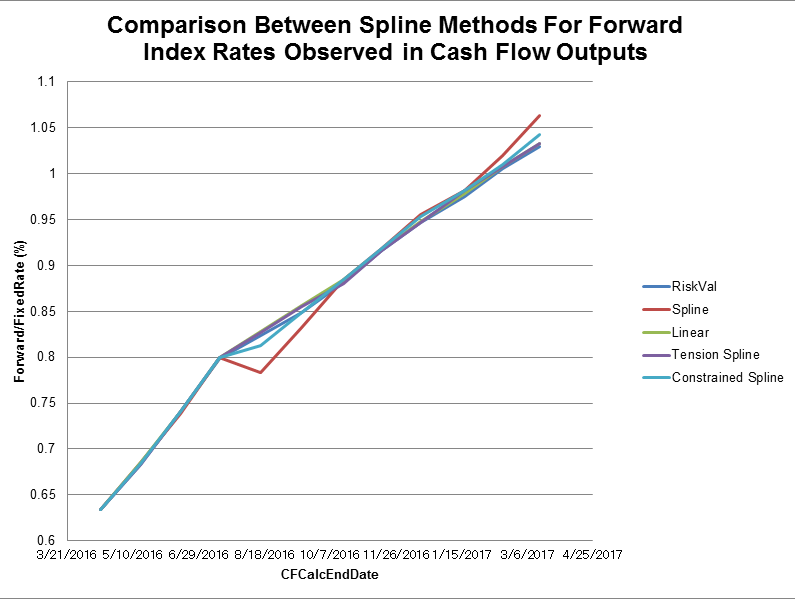 Comparison Between Spline Methods For Forward
Index Rates Observed in Cash Flow Outputs
1.1
1.05
1
0.95
0.9
0.85
0.8
0.75
0.7
0.65
0.6
Forward/FixedRate (%)
3/21/2016 5/10/2016 6/29/2016 8/18/2016 10/7/2016 11/26/2016 1/15/2017 3/6/2017 4/25/2017
CFCalcEndDate
RiskVal
Spline
Linear
Tension Spline
Constrained Spline